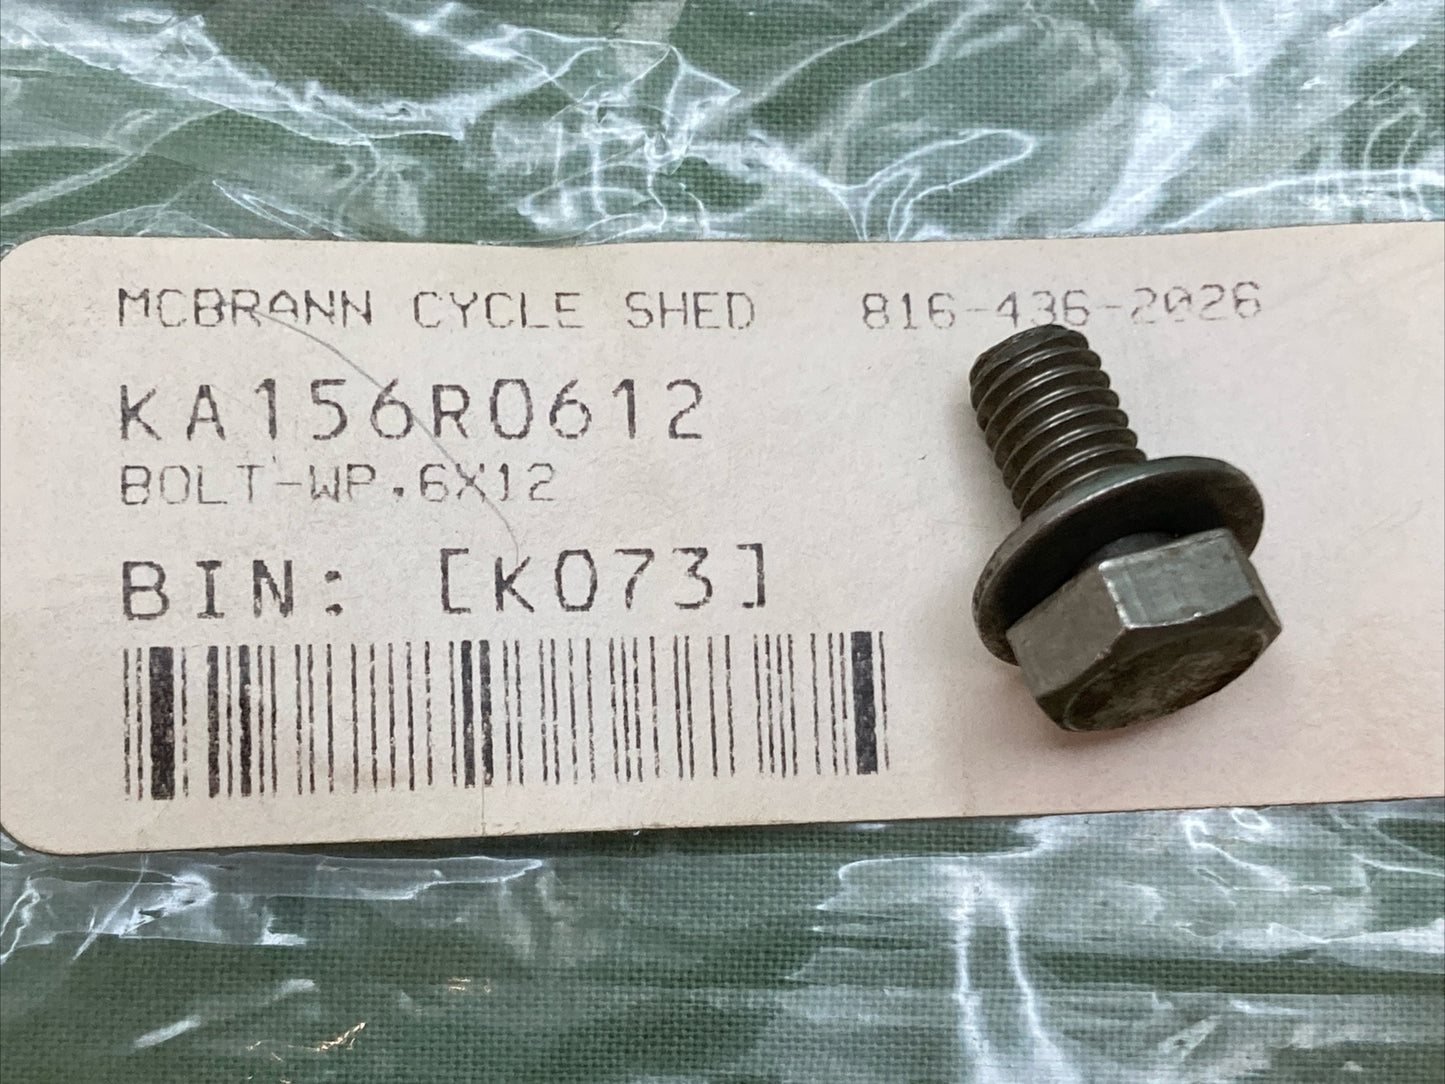 MCBRANN CYCLE SHED 816-436-2026
KA156R0612
BOLT-WP.6X12
BIN: [K073]